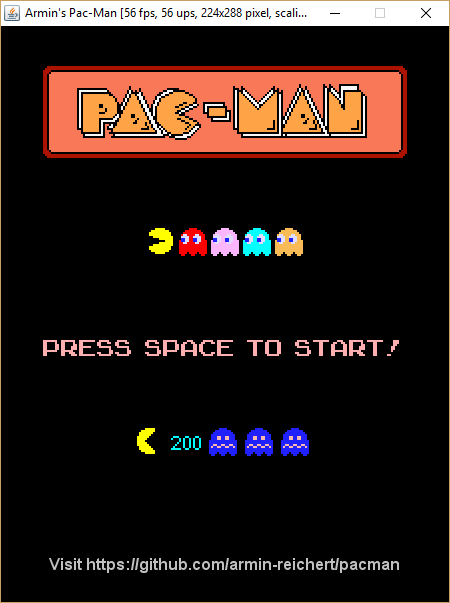 Armin's Pac-Man [56 fps, 56 ups, 224x288 pixel, scali...
PAC-MAN
PRESS SPACE TO START!
200
Visit https://github.com/armin-reichert/pacman